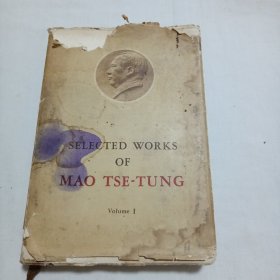 SELECTED WORKS
OF
MAO TSE-TUNG
Volume I